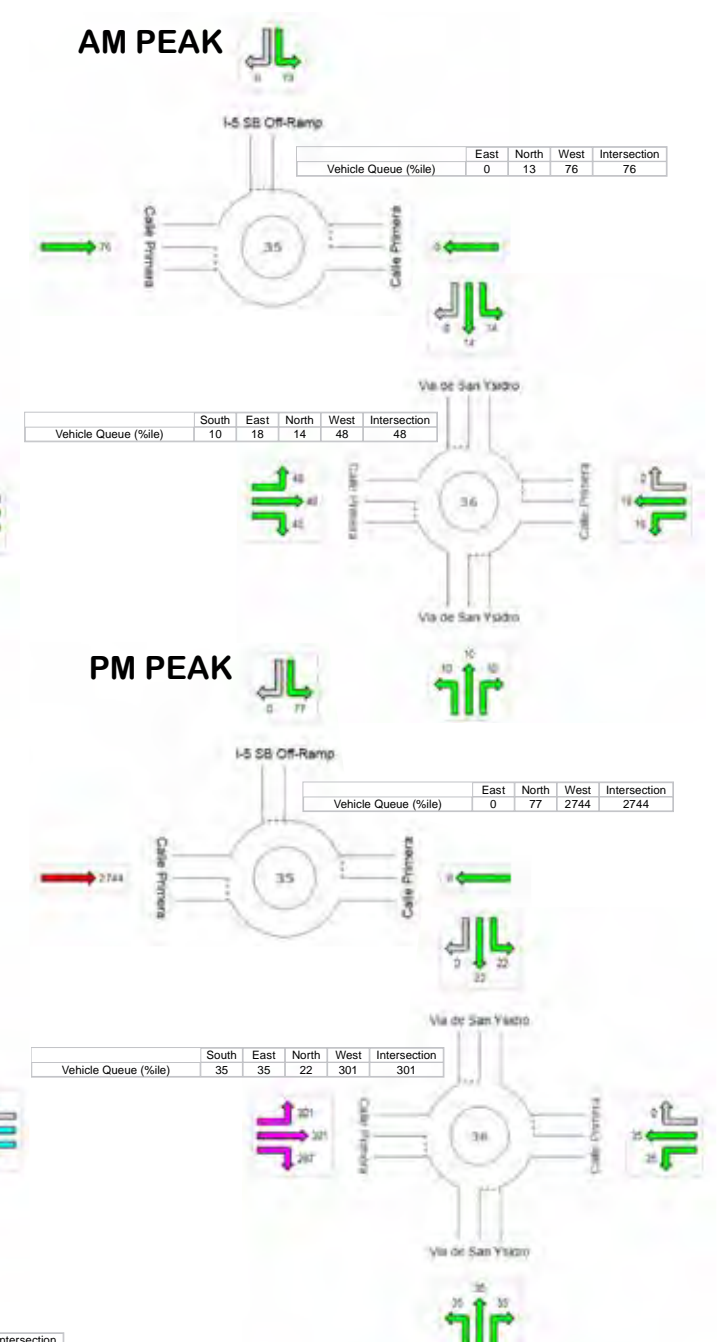 AM PEAK
0 13
I-5 SB Off-Ramp
East North West Intersection
Vehicle Queue (%ile) 0 13 76 76
76
Calle Primera
35
Calle Primera
0
0 14
14
Via de San Ysidro
South East North West Intersection
Vehicle Queue (%ile) 10 18 14 48 48
48
48
Calle Primera
36
Calle Primera
0
18
Via de San Ysidro
10
10 10
PM PEAK
0 77
I-5 SB Off-Ramp
East North West Intersection
Vehicle Queue (%ile) 0 77 2744 2744
2744
Calle Primera
35
Calle Primera
0
0 22
22
Via de San Ysidro
South East North West Intersection
Vehicle Queue (%ile) 35 35 22 301 301
301
301
Calle Primera
36
Calle Primera
0
35
35
Via de San Ysidro
35
35 35
Intersection